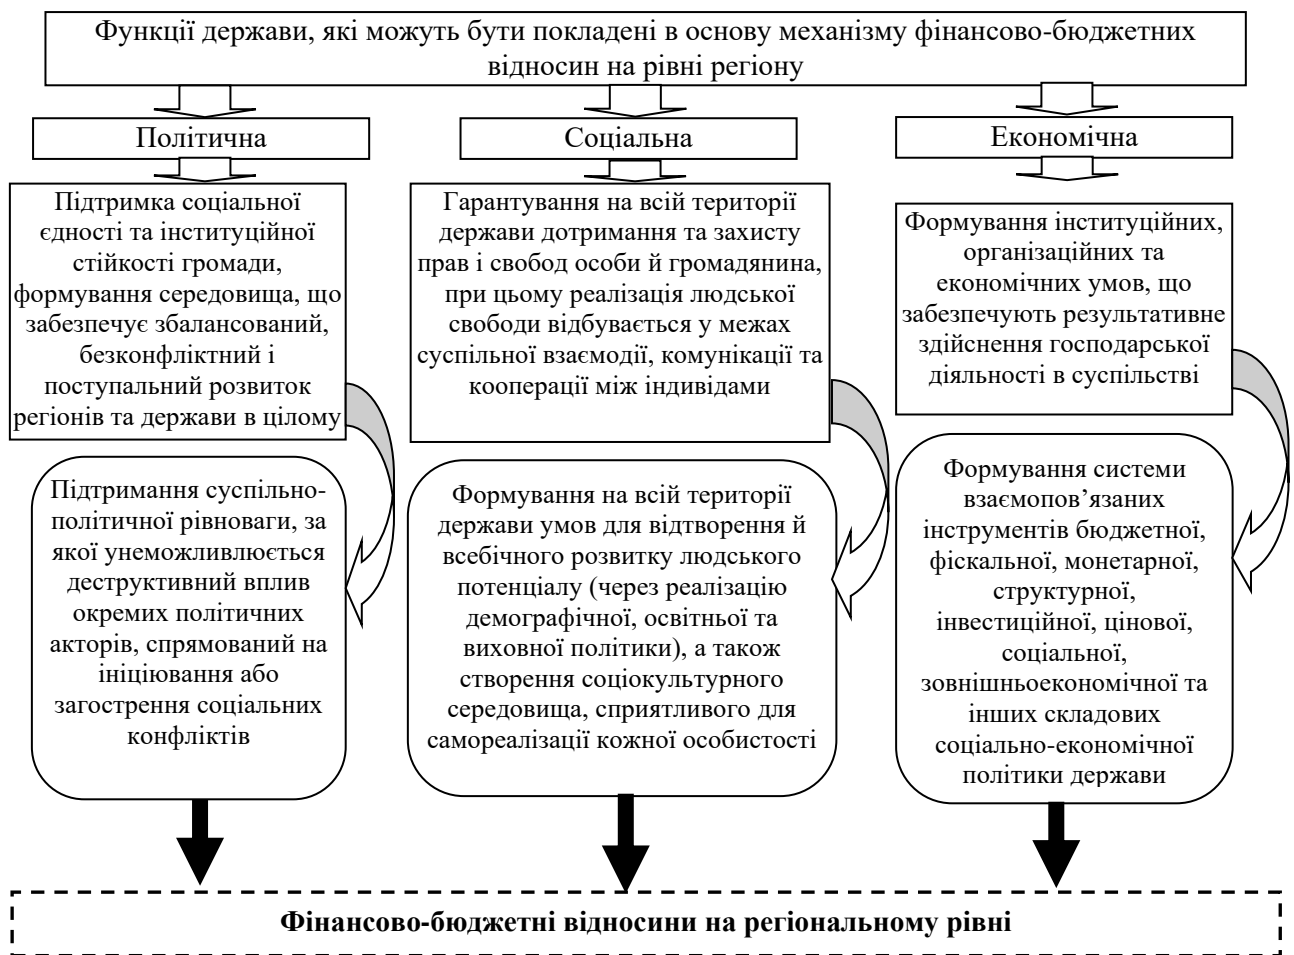 Функції держави, які можуть бути покладені в основу механізму фінансово-бюджетних
відносин на рівні регіону
Політична
Соціальна
Економічна
Підтримка соціальної
єдності та інституційної
стійкості громади,
формування середовища, що
забезпечує збалансований,
безконфліктний і
поступальний розвиток
регіонів та держави в цілому
Гарантування на всій території
держави дотримання та захисту
прав і свобод особи й громадянина,
при цьому реалізація людської
свободи відбувається у межах
суспільної взаємодії, комунікації та
кооперації між індивідами
Формування інституційних,
організаційних та
економічних умов, що
забезпечують результативне
здійснення господарської
діяльності в суспільстві
Підтримання суспільно-
політичної рівноваги, за
якої унеможливлюється
деструктивний вплив
окремих політичних
акторів, спрямований на
ініціювання або
загострення соціальних
конфліктів
Формування на всій території
держави умов для відтворення й
всебічного розвитку людського
потенціалу (через реалізацію
демографічної, освітньої та
виховної політики), а також
створення соціокультурного
середовища, сприятливого для
самореалізації кожної особистості
Формування системи
взаємопов’язаних
інструментів бюджетної,
фіскальної, монетарної,
структурної,
інвестиційної, цінової,
соціальної,
зовнішньоекономічної та
інших складових
соціально-економічної
політики держави
Фінансово-бюджетні відносини на регіональному рівні